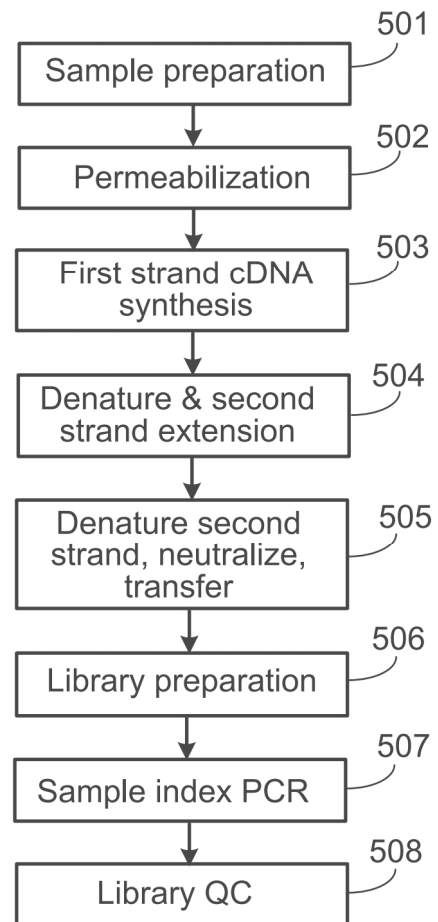 501
Sample preparation
502
Permeabilization
503
First strand cDNA
synthesis
504
Denature & second
strand extension
505
Denature second
strand, neutralize,
transfer
506
Library preparation
507
Sample index PCR
508
Library QC